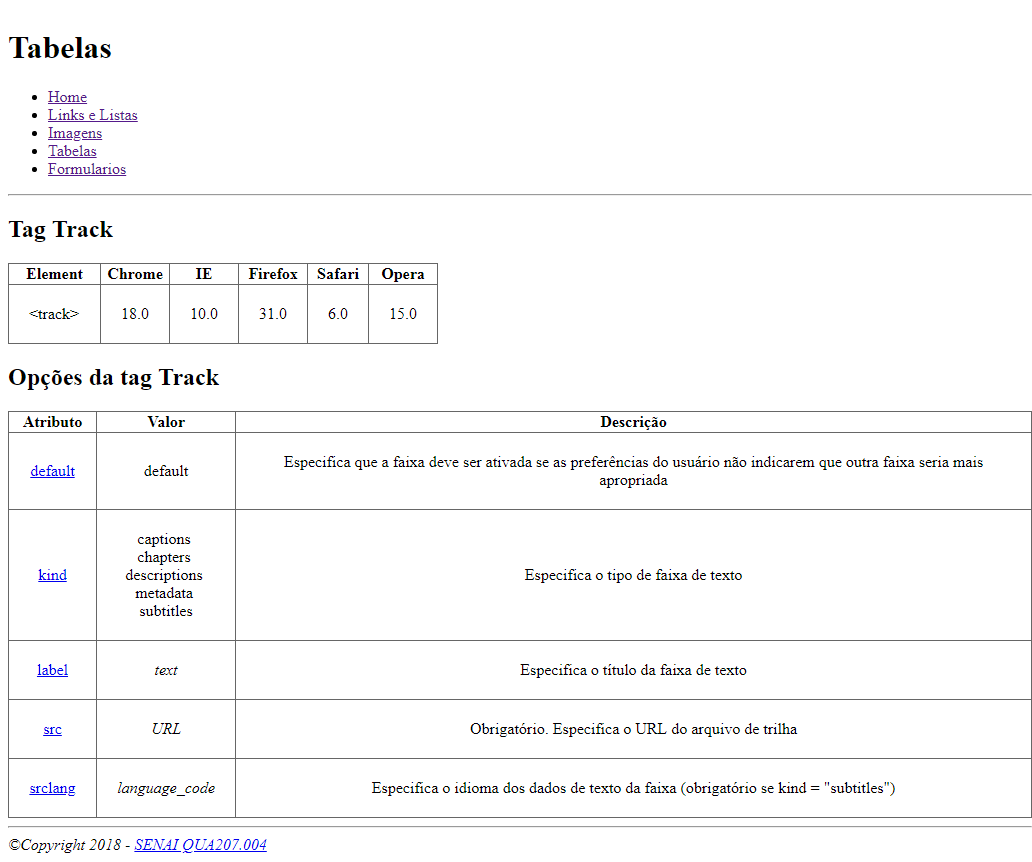 Tabelas
Home
Links e Listas
Imagens
Tabelas
Formularios
Tag Track
Element Chrome IE Firefox Safari Opera
<track> 18.0 10.0 31.0 6.0 15.0
Opções da tag Track
Atributo Valor Descrição
default default Especifica que a faixa deve ser ativada se as preferências do usuário não indicarem que outra faixa seria mais
apropriada
kind
captions
chapters
descriptions
metadata
subtitles
Especifica o tipo de faixa de texto
label text Especifica o título da faixa de texto
src URL Obrigatório. Especifica o URL do arquivo de trilha
srclang language_code Especifica o idioma dos dados de texto da faixa (obrigatório se kind = "subtitles")
©Copyright 2018 - SENAI QUA207.004